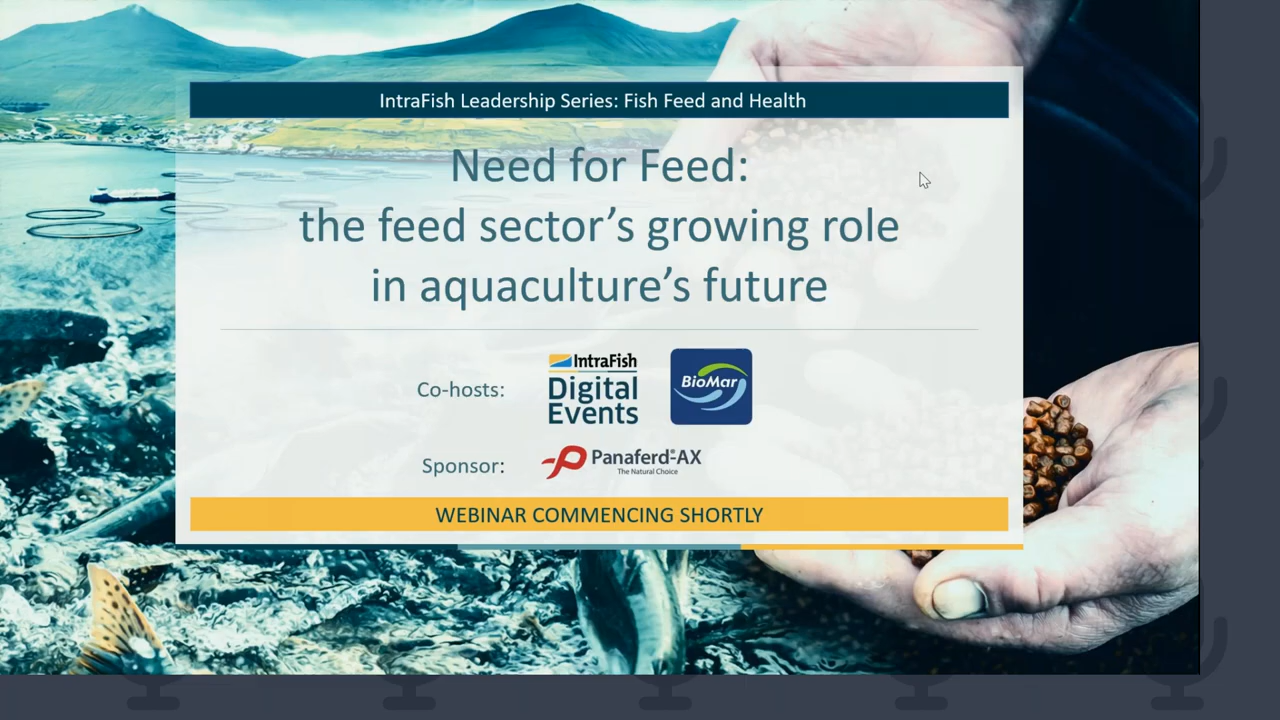 IntraFish Leadership Series: Fish Feed and Health
Need for Feed:
the feed sector's growing role
in aquaculture's future
Co-hosts:
IntraFish
Digital
Events
BioMar
Sponsor:
Panaferd-AX
The Natural Choice
WEBINAR COMMENCING SHORTLY